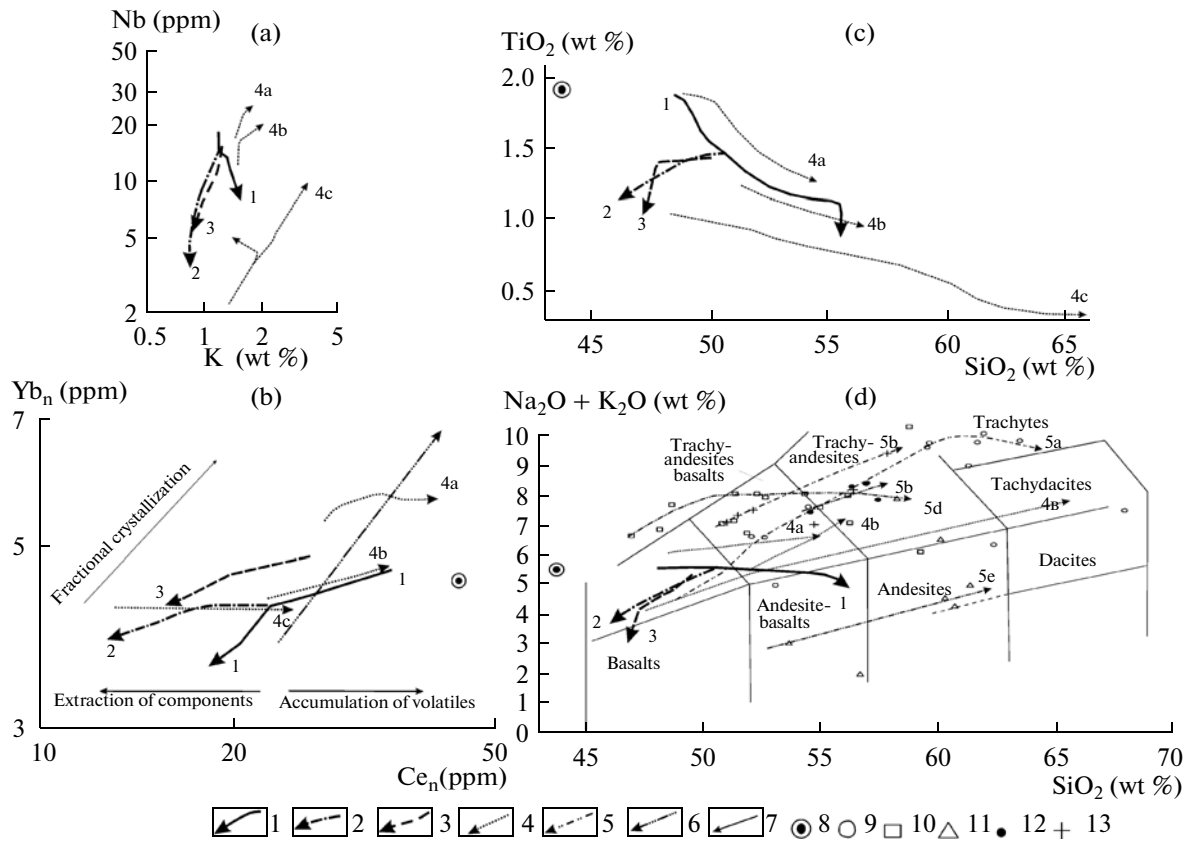 Nb (ppm)
(a)
50
30
20
10
5
2
0.5
1
2
5
K (wt %)
4a
4b
4c
1
3
2
TiO2 (wt %)
(c)
2.0
1.5
1.0
0.5
45
50
55
60
65
SiO2 (wt %)
1
4a
2
3
4b
4c
Ybn (ppm)
(b)
7
5
3
10
20
50
Cen(ppm)
Fractional crystallization
4a
4b
1
3
4c
2
1
Extraction of components
Accumulation of volatiles
Na2O + K2O (wt %)
(d)
10
9
8
7
6
5
4
3
2
1
0
45
50
55
60
65
70
SiO2 (wt %)
Trachy-
andesites
basalts
Trachy-
andesites
5b
Trachytes
5a
Tachydacites
4в
5b
5d
4a
4b
Dacites
Andesites
5e
Andesite-
basalts
1
2
3
Basalts
1 2 3 4 5 6 7 8 9 10 11 12 13